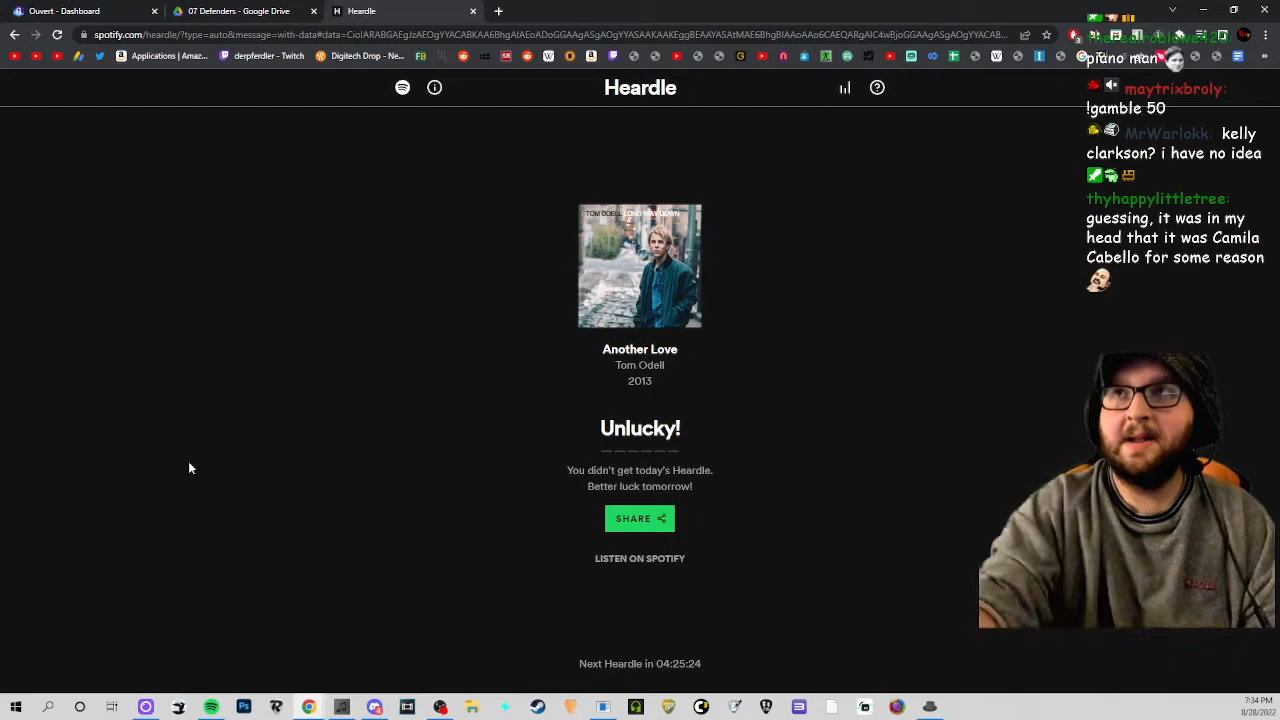 Ouvert - Dashboard
07 Defenders - Google Drive
Heardle
spotify.com/heardle/?type=auto&message=with-data#data=
Applications | Amaz...
derpferdler - Twitch
Digitech Drop
Heardle
TOM ODELL LONG WAY DOWN
Another Love
Tom Odell
2013
Unlucky!
You didn't get today's Heardle.
Better luck tomorrow!
SHARE
LISTEN ON SPOTIFY
Next Heardle in 04:25:24
piano man
maytrixbroly:
!gamble 50
MrWarlokk: kelly
clarkson? i have no idea
thyhappylittletree:
guessing, it was in my
head that it was Camila
Cabello for some reason
7:34 PM
8/28/2022